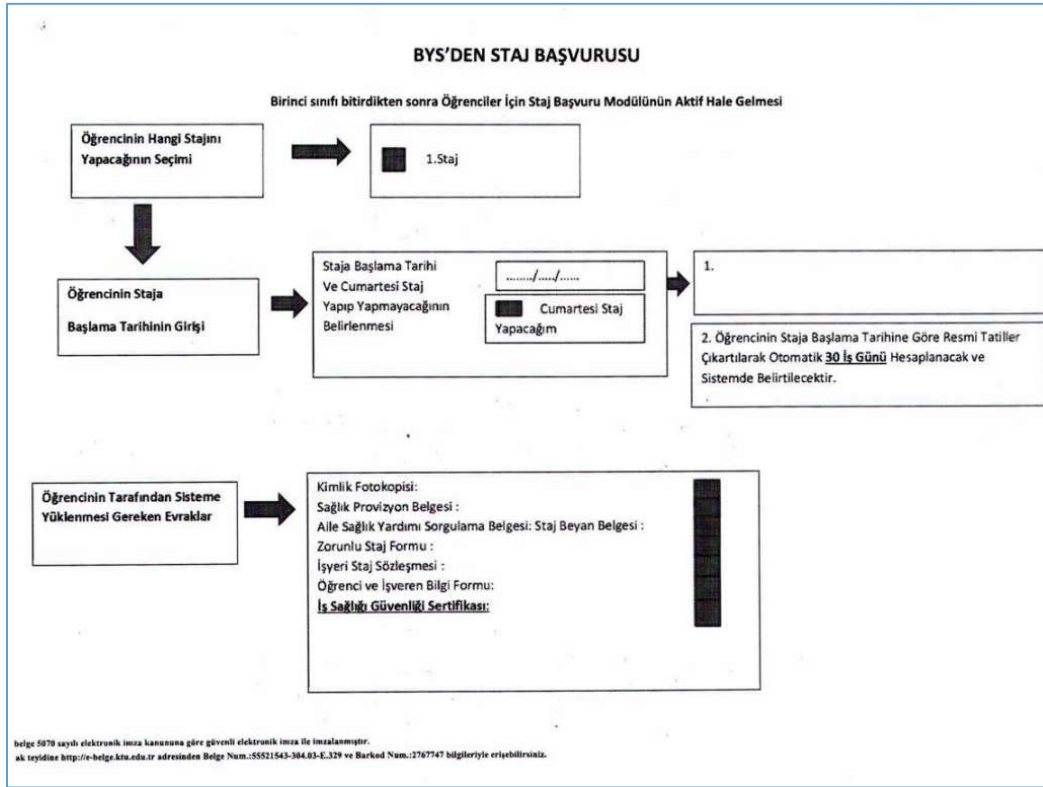 BYS'DEN STAJ BAŞVURUSU
Birinci sınıfı bitirdikten sonra Öğrenciler İçin Staj Başvuru Modülünün Aktif Hale Gelmesi
Öğrencinin Hangi Stajını
Yapacağının Seçimi
1.Staj
Öğrencinin Staja
Başlama Tarihinin Girişi
Staja Başlama Tarihi
Ve Cumartesi Staj
Yapıp Yapmayacağının
Belirlenmesi
......../...../......
Cumartesi Staj
Yapacağım
1.
2. Öğrencinin Staja Başlama Tarihine Göre Resmi Tatiller
Çıkartılarak Otomatik 30 İş Günü Hesaplanacak ve
Sistemde Belirtilecektir.
Öğrencinin Tarafından Sisteme
Yüklenmesi Gereken Evraklar
Kimlik Fotokopisi:
Sağlık Provizyon Belgesi :
Aile Sağlık Yardımı Sorgulama Belgesi: Staj Beyan Belgesi :
Zorunlu Staj Formu :
İşyeri Staj Sözleşmesi :
Öğrenci ve İşveren Bilgi Formu:
İş Sağlığı Güvenliği Sertifikası:
belge 5070 sayılı elektronik imza kanununa göre güvenli elektronik imza ile imzalanmıştır.
ak teyidine http://e-belge.ktu.edu.tr adresinden Belge Num.:55521543-304.03-E.329 ve Barkod Num.:2767747 bilgileriyle erişebilirsiniz.